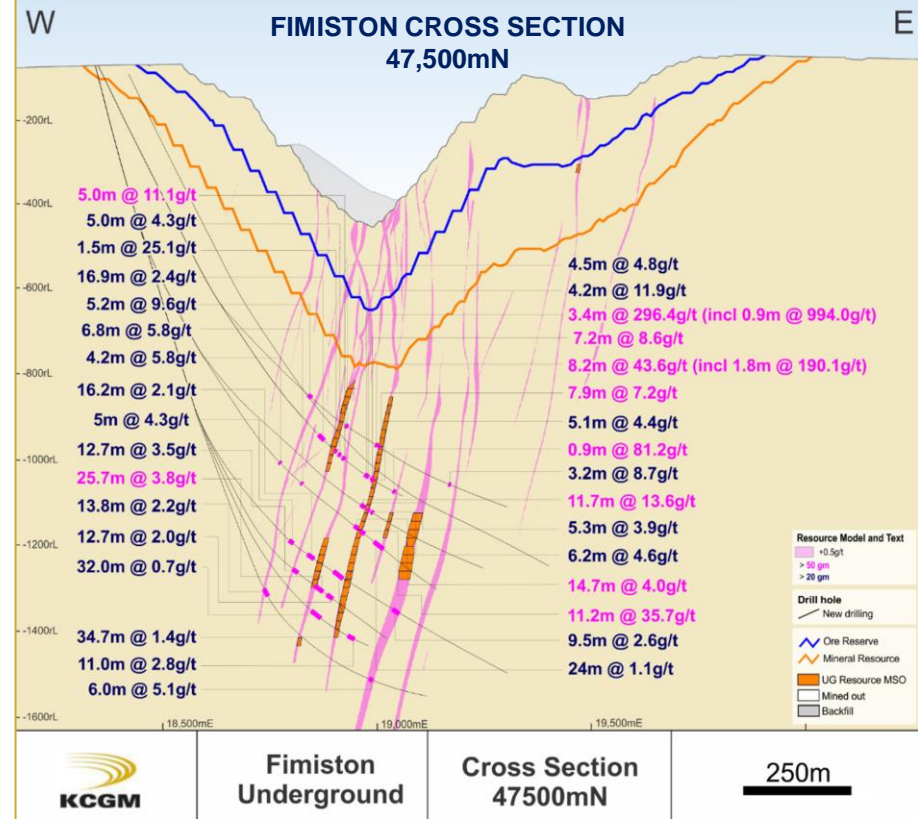 W
FIMISTON CROSS SECTION
E
47,500mN
-200rL
-400rL
-600rL
-800rL
-1000rL
-1200rL
-1400rL
-1600rL
5.0m @ 11.1g/t
5.0m @ 4.3g/t
1.5m @ 25.1g/t
16.9m @ 2.4g/t
5.2m @ 9.6g/t
6.8m @ 5.8g/t
4.2m @ 5.8g/t
16.2m @ 2.1g/t
5m @ 4.3g/t
12.7m @ 3.5g/t
25.7m @ 3.8g/t
13.8m @ 2.2g/t
12.7m @ 2.0g/t
32.0m @ 0.7g/t
34.7m @ 1.4g/t
11.0m @ 2.8g/t
6.0m @ 5.1g/t
4.5m @ 4.8g/t
4.2m @ 11.9g/t
3.4m @ 296.4g/t (incl 0.9m @ 994.0g/t)
7.2m @ 8.6g/t
8.2m @ 43.6g/t (incl 1.8m @ 190.1g/t)
7.9m @ 7.2g/t
5.1m @ 4.4g/t
0.9m @ 81.2g/t
3.2m @ 8.7g/t
11.7m @ 13.6g/t
5.3m @ 3.9g/t
6.2m @ 4.6g/t
14.7m @ 4.0g/t
11.2m @ 35.7g/t
9.5m @ 2.6g/t
24m @ 1.1g/t
Resource Model and Text
+0.5g/t
> 50 gm
> 20 gm
Drill hole
New drilling
Ore Reserve
Mineral Resource
UG Resource MSO
Mined out
Backfill
18,500mE
19,000mE
19,500mE
KCGM
Fimiston
Underground
Cross Section
47500mN
250m